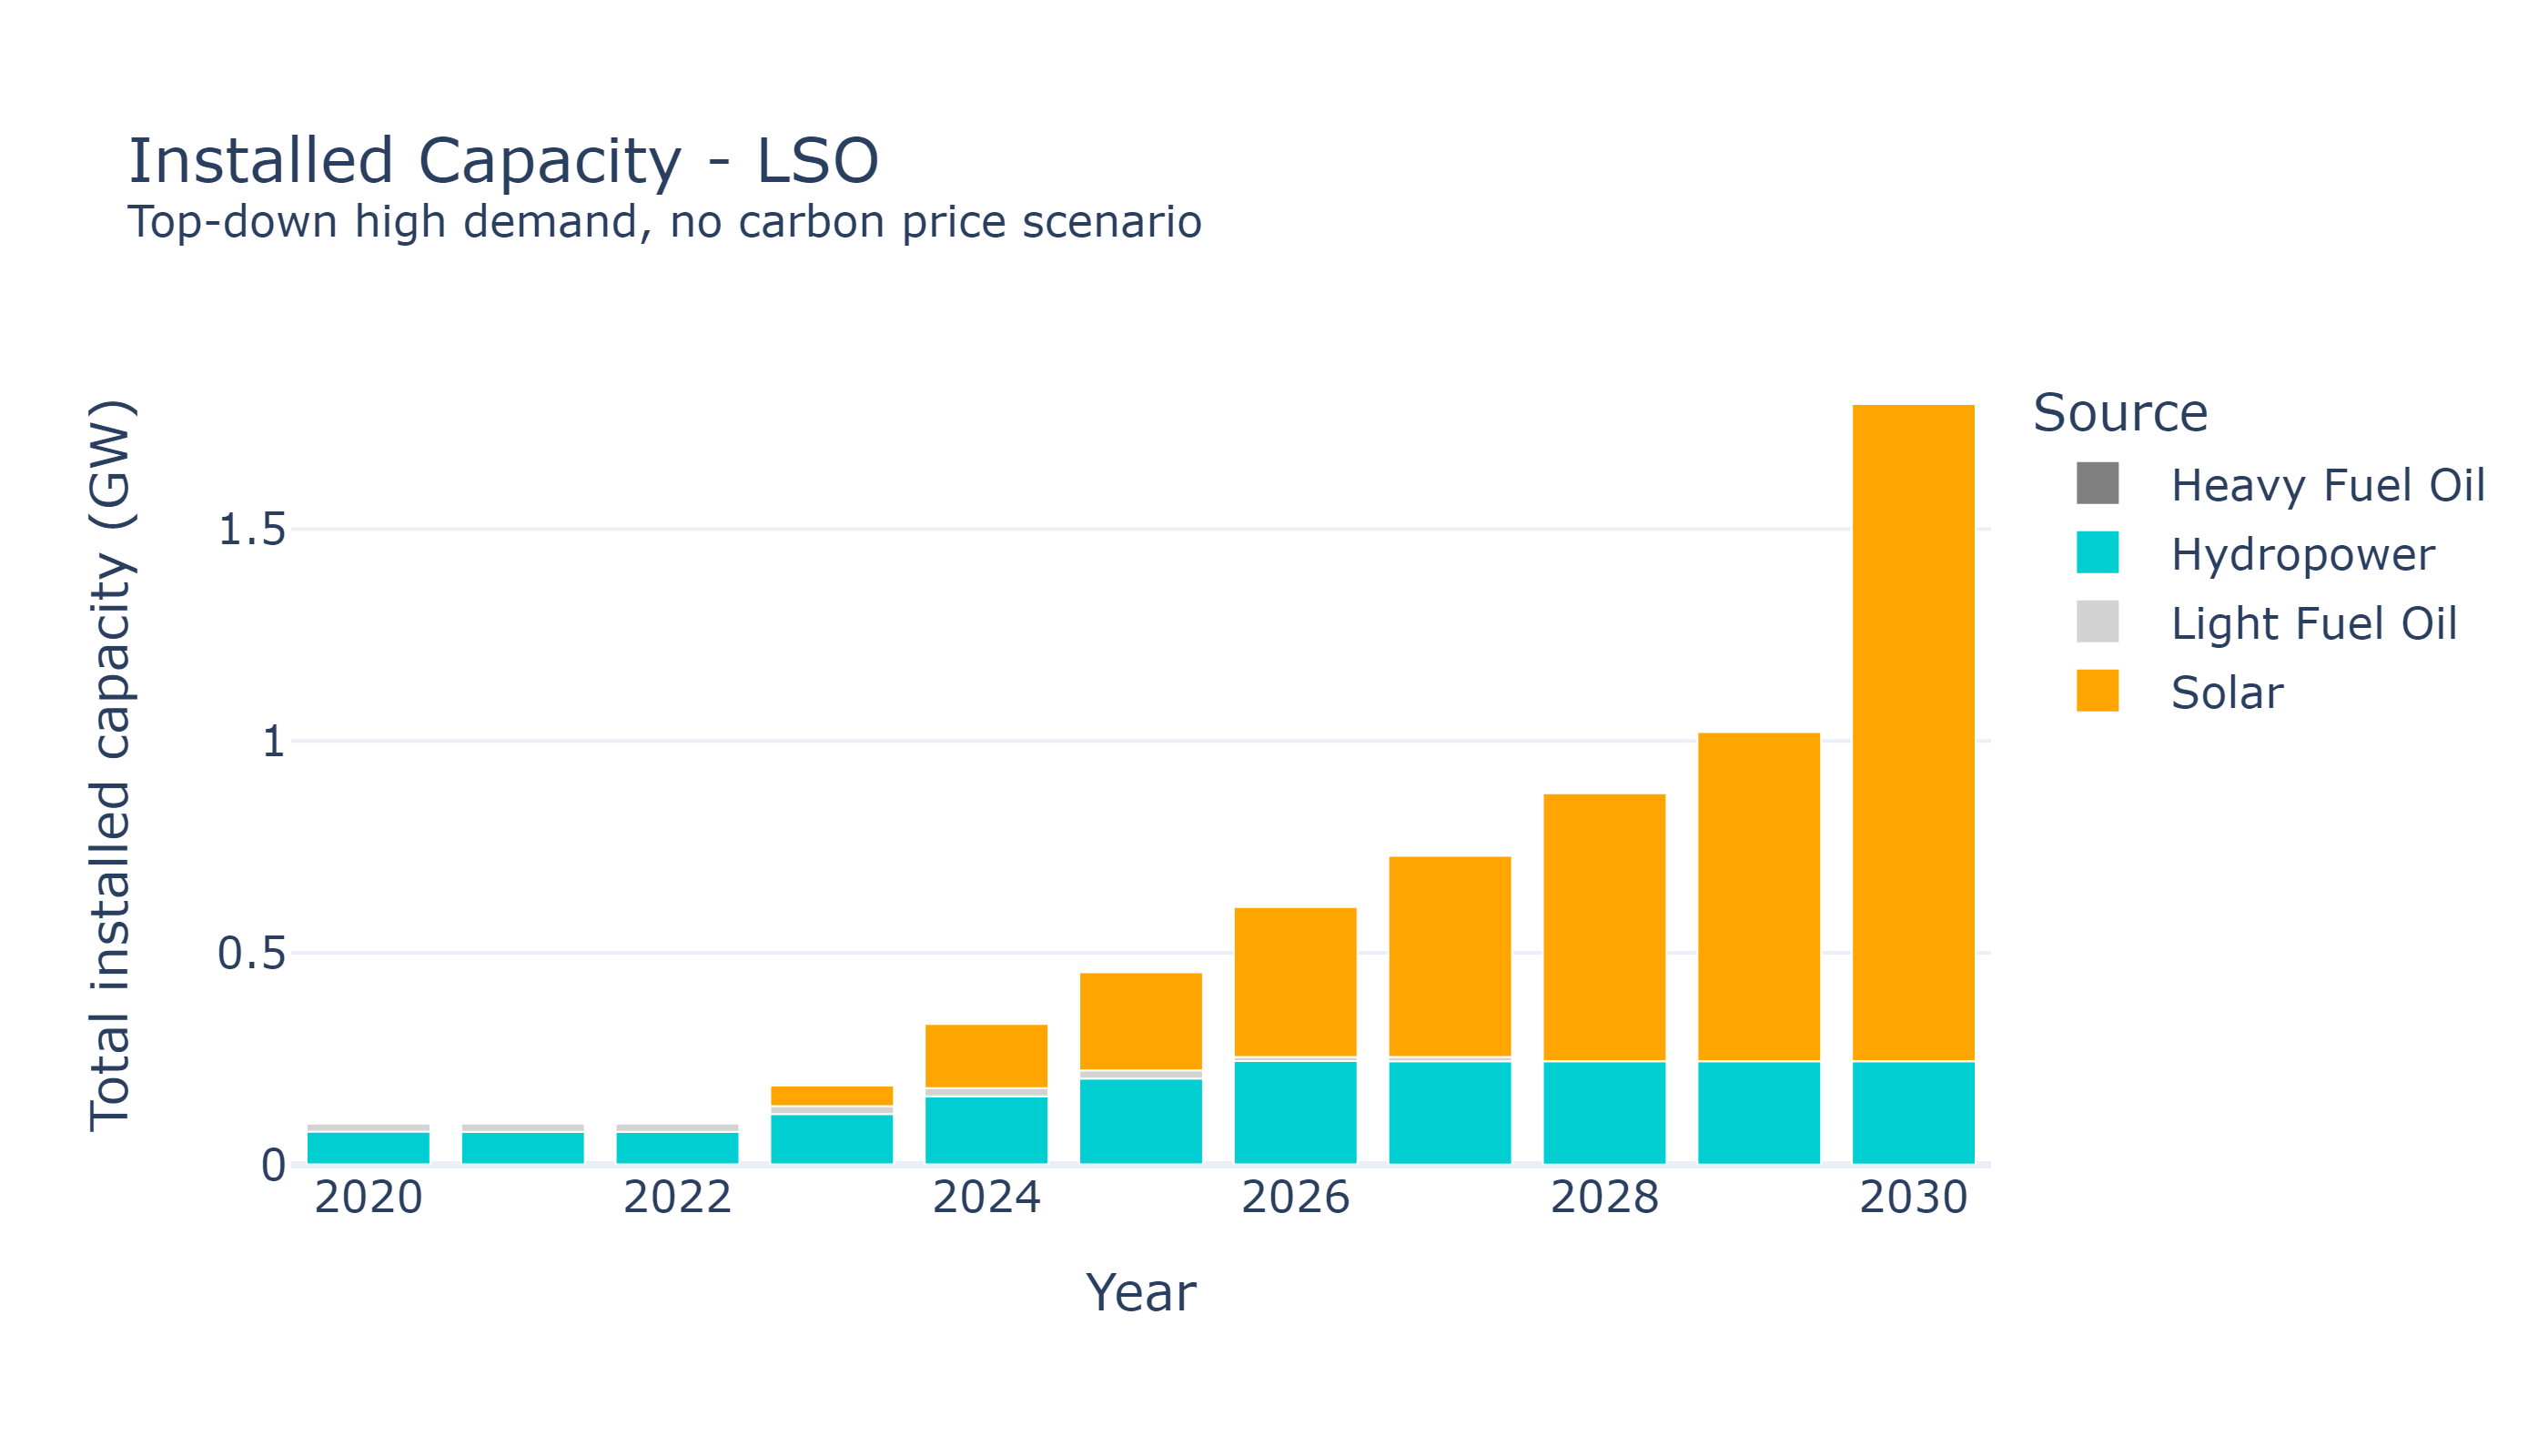 Installed Capacity - LSO
Top-down high demand, no carbon price scenario
Total installed capacity (GW)
1.5
1
0.5
0
2020
2022
2024
2026
2028
2030
Year
Source
Heavy Fuel Oil
Hydropower
Light Fuel Oil
Solar